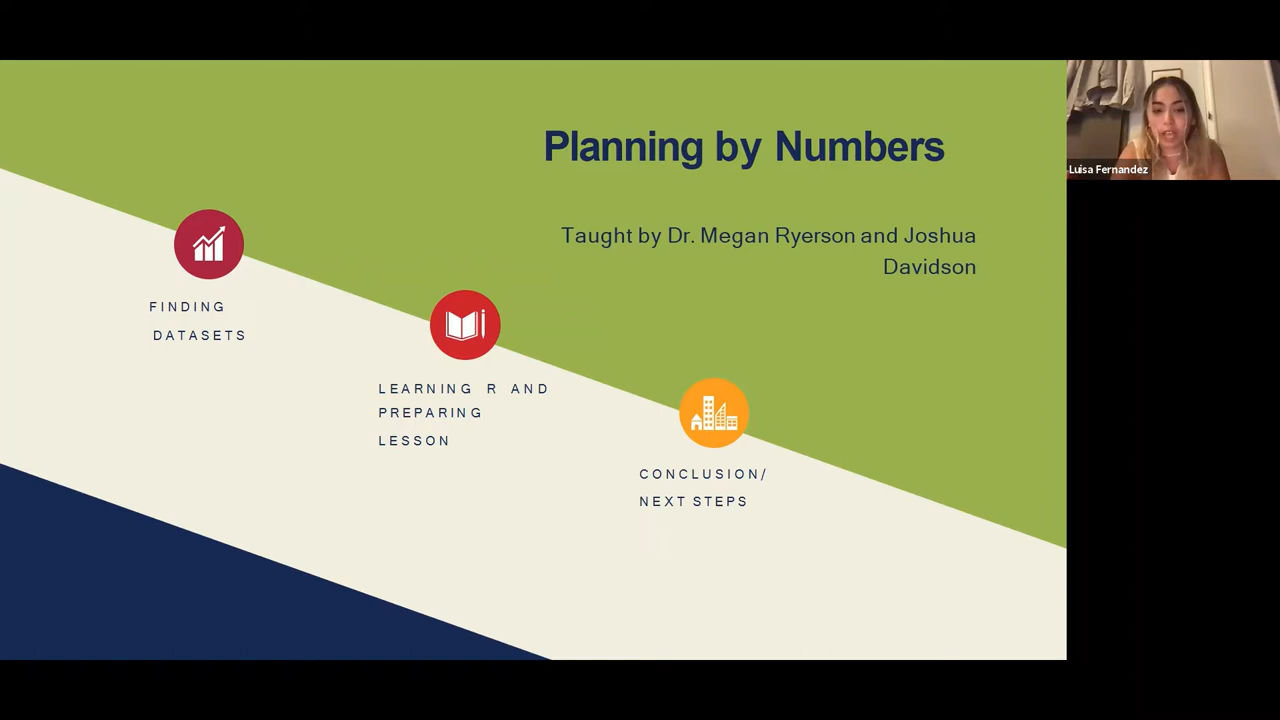 Planning by Numbers
Taught by Dr. Megan Ryerson and Joshua
Davidson
FINDING
DATASETS
LEARNING R AND
PREPARING
LESSON
CONCLUSION/
NEXT STEPS
Luisa Fernandez